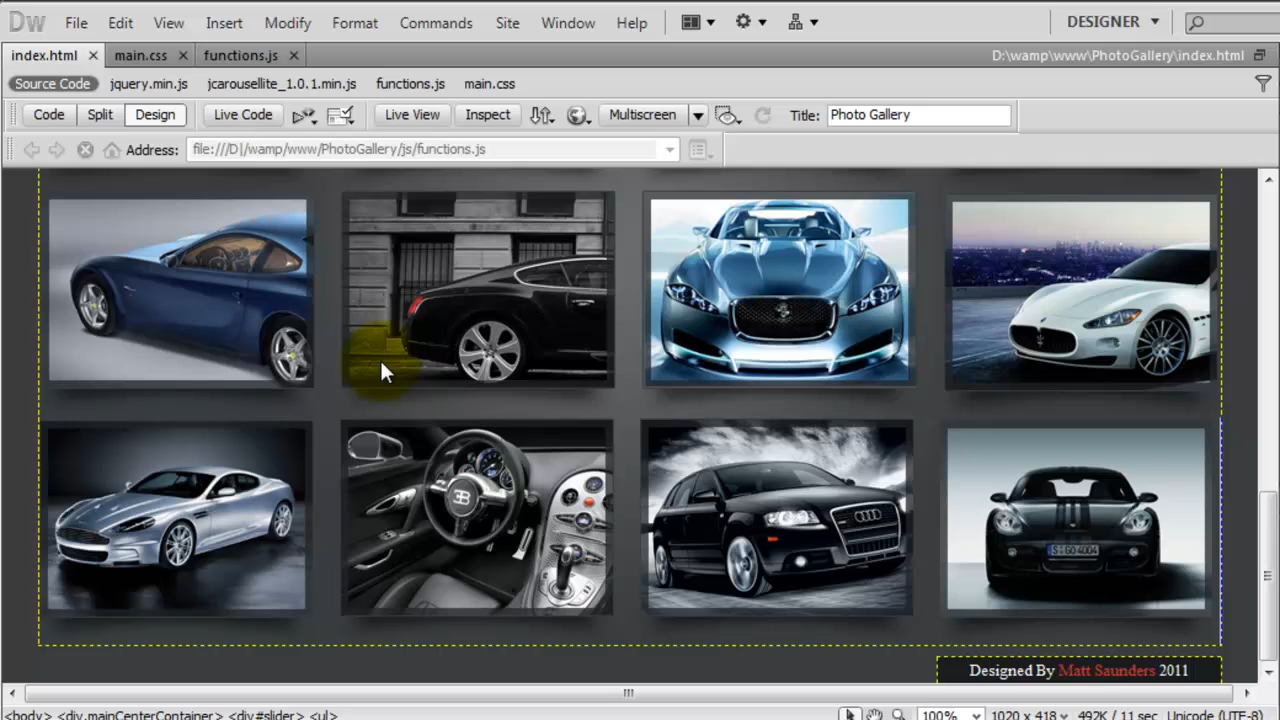 Dw File Edit View Insert Modify Format Commands Site Window Help DESIGNER
index.html main.css functions.js D:\wamp\www\PhotoGallery\index.html
Source Code jquery.min.js jcarousellite_1.0.1.min.js functions.js main.css
Code Split Design Live Code Live View Inspect Multiscreen Title: Photo Gallery
Address: file:///D|/wamp/www/PhotoGallery/js/functions.js
S GO 4004
Designed By Matt Saunders 2011
<body> <div.mainCenterContainer> <div#slider> <ul> 100% 1020 x 418 492K / 11 sec Unicode (UTF-8)